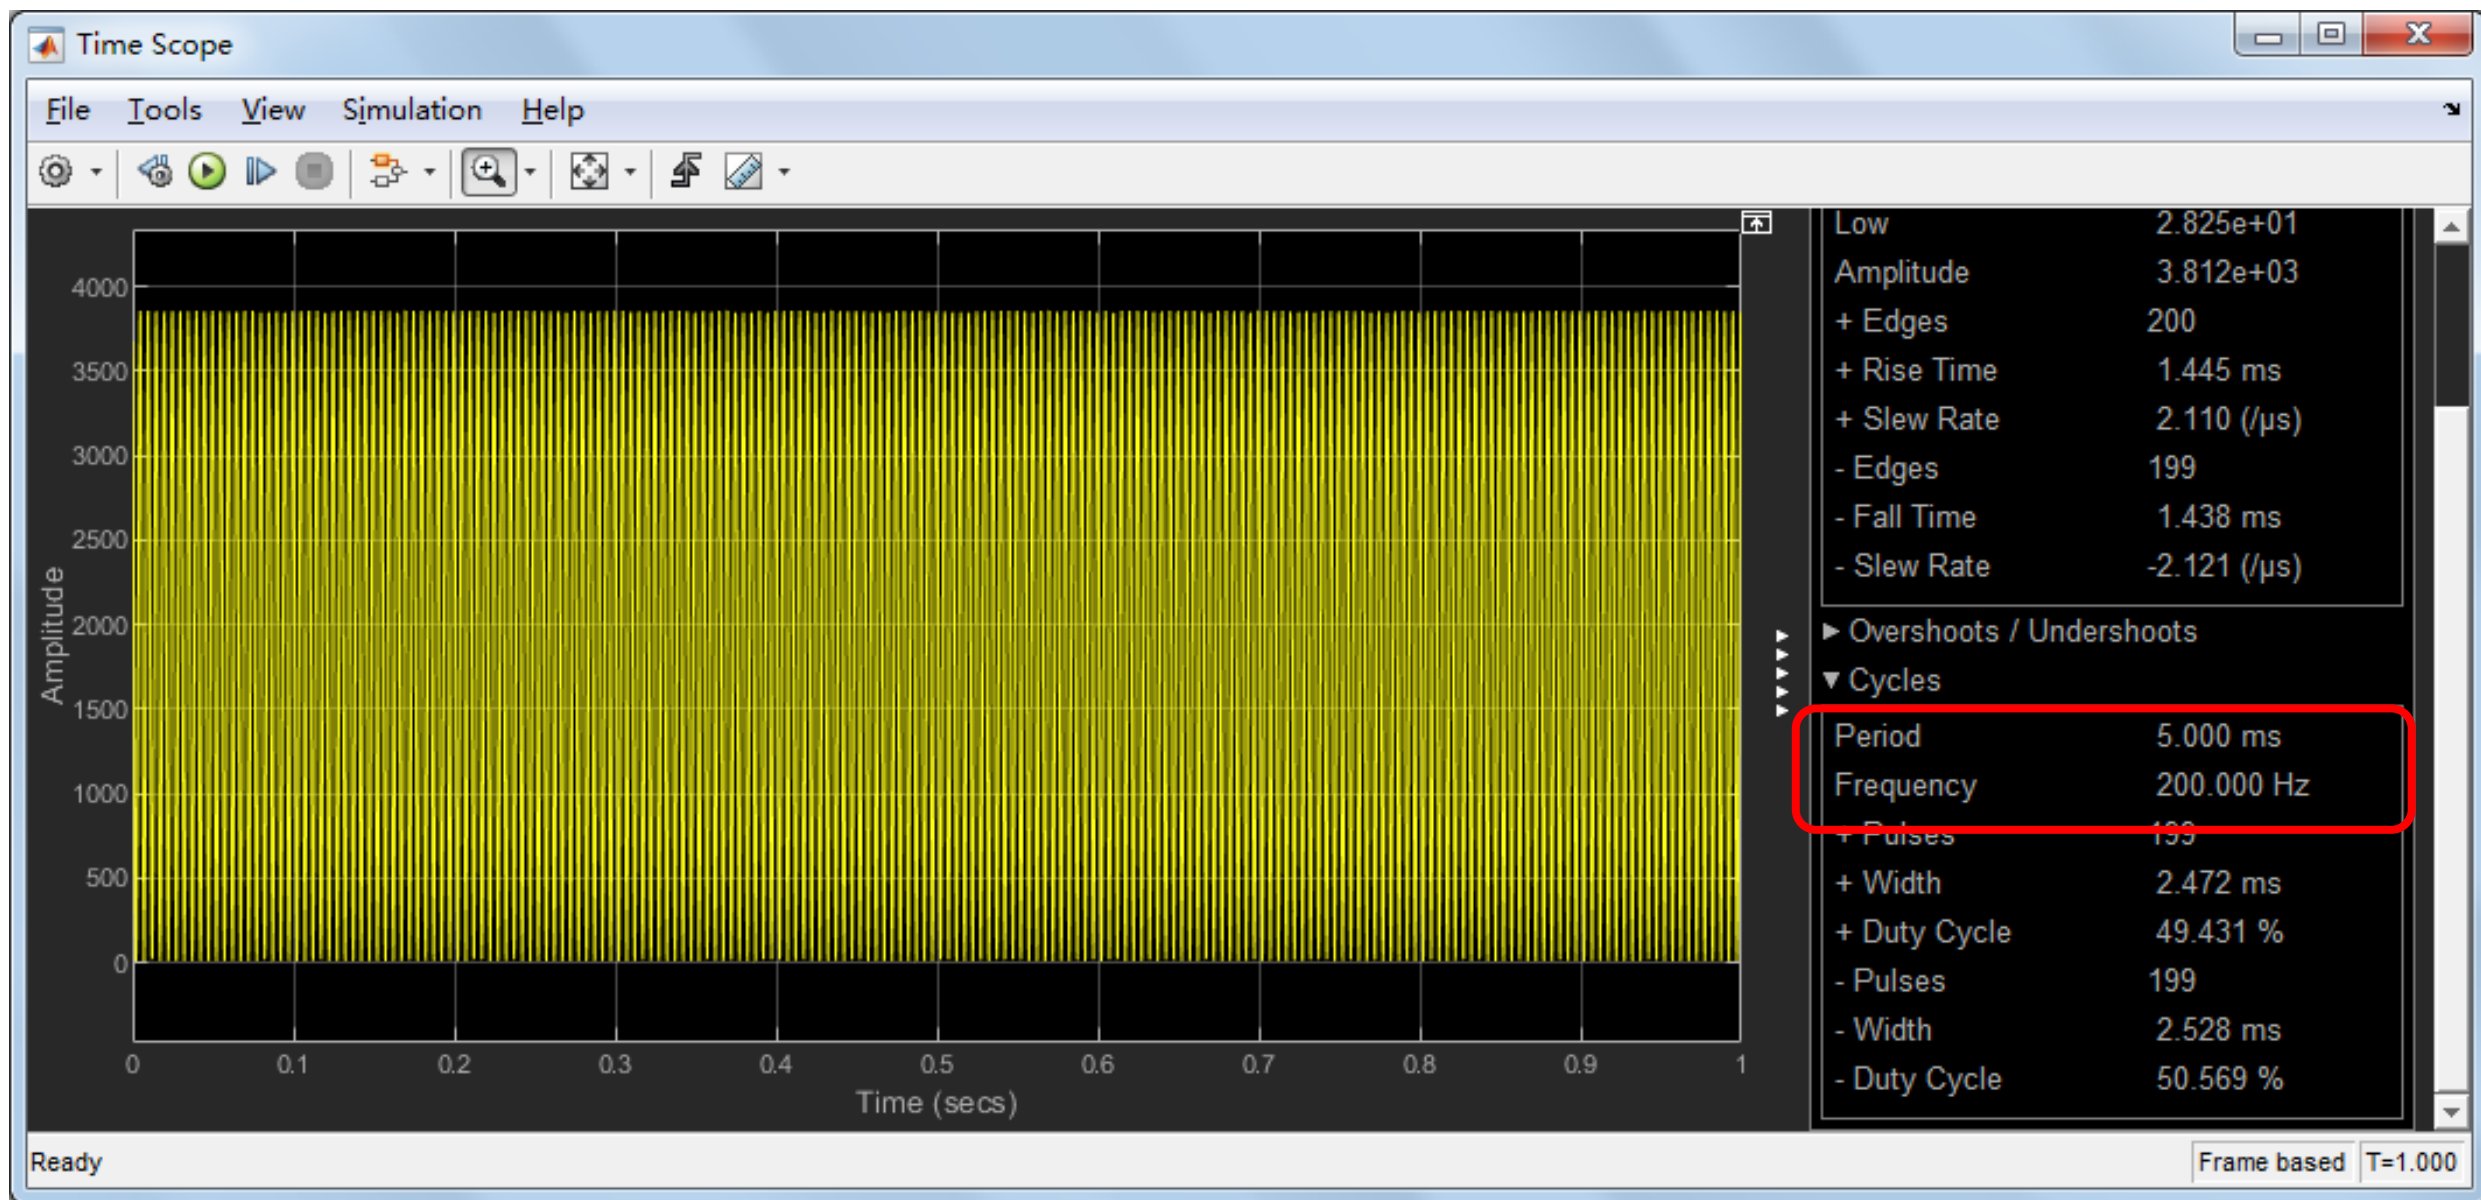 Time Scope
File Tools View Simulation Help
4000
3500
3000
2500
2000
1500
1000
500
0
Amplitude
0 0.1 0.2 0.3 0.4 0.5 0.6 0.7 0.8 0.9 1
Time (secs)
Low 2.825e+01
Amplitude 3.812e+03
+ Edges 200
+ Rise Time 1.445 ms
+ Slew Rate 2.110 (/µs)
- Edges 199
- Fall Time 1.438 ms
- Slew Rate -2.121 (/µs)
Overshoots / Undershoots
Cycles
Period 5.000 ms
Frequency 200.000 Hz
+ Pulses 199
+ Width 2.472 ms
+ Duty Cycle 49.431 %
- Pulses 199
- Width 2.528 ms
- Duty Cycle 50.569 %
Ready
Frame based T=1.000